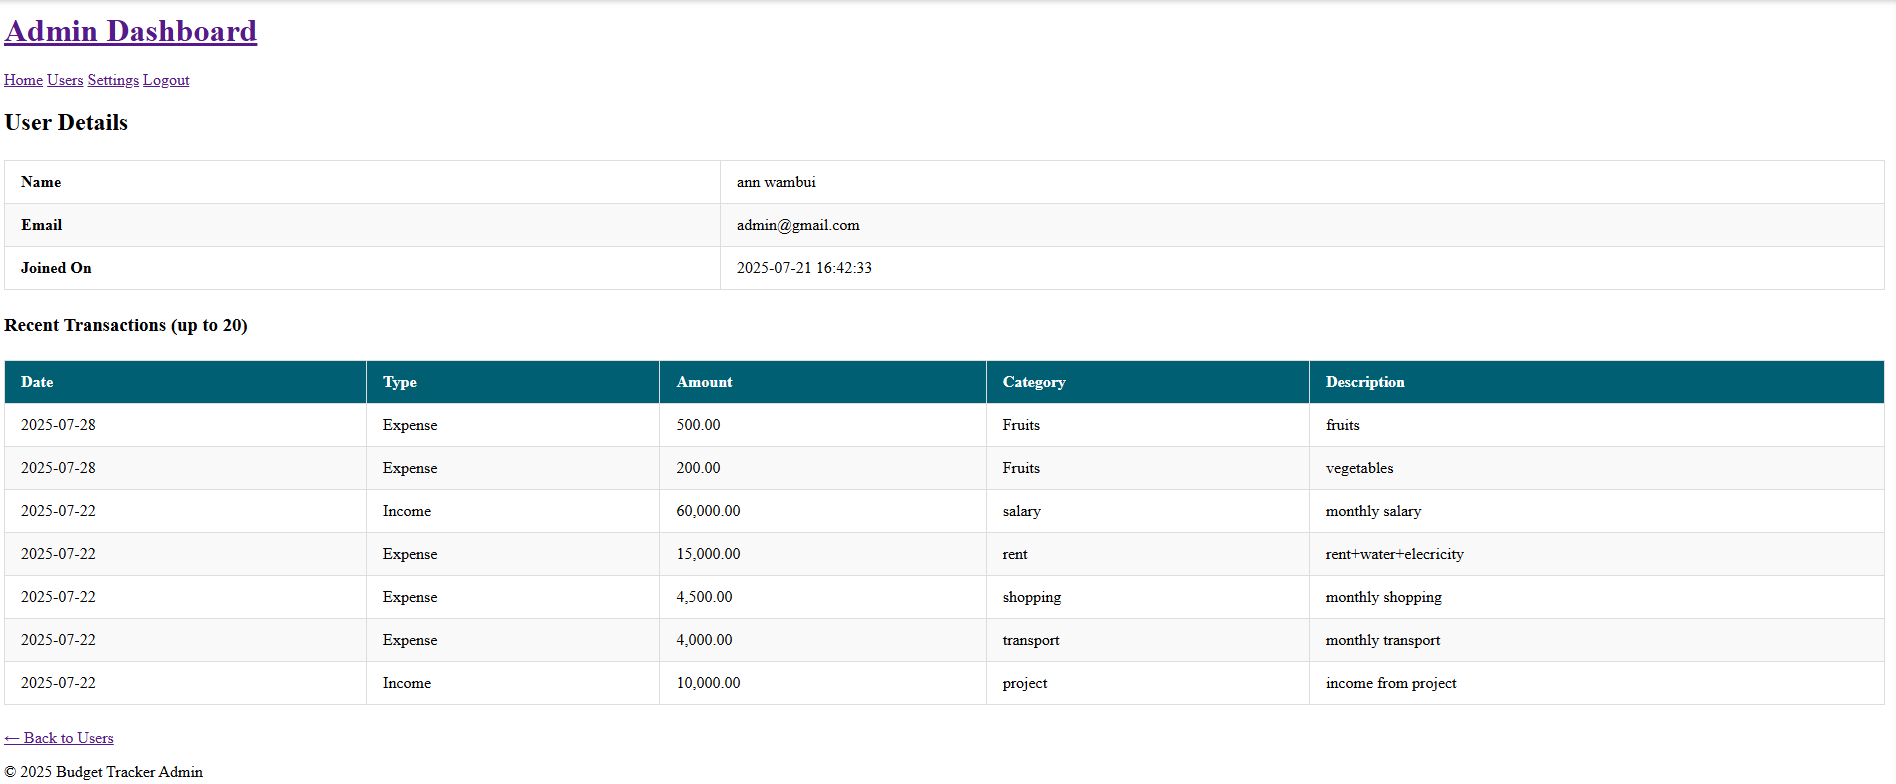 Admin Dashboard
Home Users Settings Logout
User Details
Name ann wambui
Email admin@gmail.com
Joined On 2025-07-21 16:42:33
Recent Transactions (up to 20)
Date Type Amount Category Description
2025-07-28 Expense 500.00 Fruits fruits
2025-07-28 Expense 200.00 Fruits vegetables
2025-07-22 Income 60,000.00 salary monthly salary
2025-07-22 Expense 15,000.00 rent rent+water+elecricity
2025-07-22 Expense 4,500.00 shopping monthly shopping
2025-07-22 Expense 4,000.00 transport monthly transport
2025-07-22 Income 10,000.00 project income from project
← Back to Users
© 2025 Budget Tracker Admin